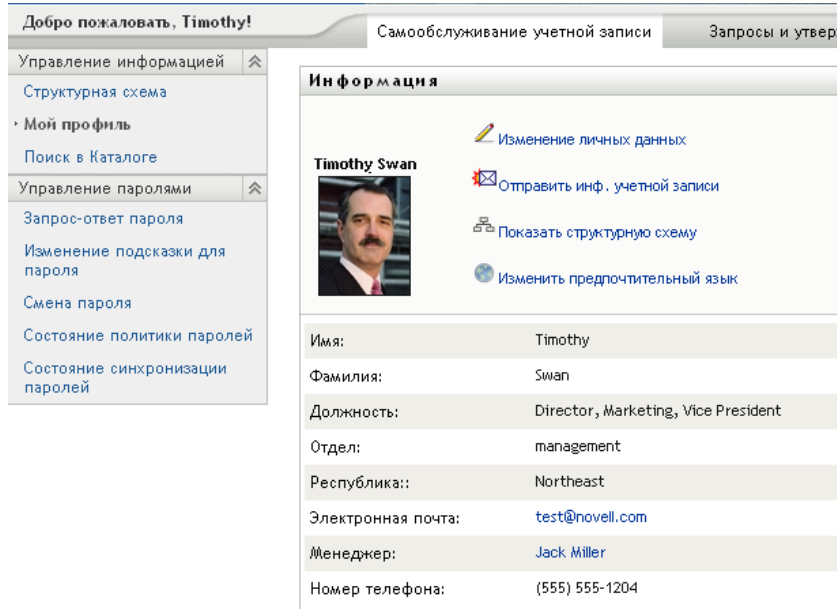 Добро пожаловать, Timothy!
Самообслуживание учетной записи
Запросы и утвер
Управление информацией
Структурная схема
Мой профиль
Поиск в Каталоге
Управление паролями
Запрос-ответ пароля
Изменение подсказки для
пароля
Смена пароля
Состояние политики паролей
Состояние синхронизации
паролей
Информация
Timothy Swan
Изменение личных данных
Отправить инф. учетной записи
Показать структурную схему
Изменить предпочтительный язык
Имя: Timothy
Фамилия: Swan
Должность: Director, Marketing, Vice President
Отдел: management
Республика:: Northeast
Электронная почта: test@novell.com
Менеджер: Jack Miller
Номер телефона: (555) 555-1204